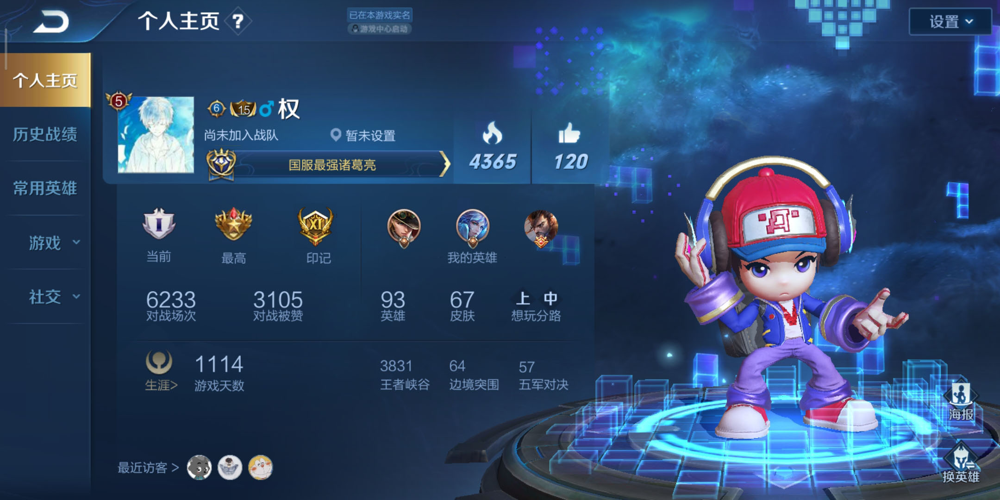 个人主页 ?
已在本游戏实名
游戏中心启动
设置
个人主页
历史战绩
常用英雄
游戏
社交
5
6 15 权
尚未加入战队 暂未设置
国服最强诸葛亮
4365 120
I XI
当前 最高 印记 我的英雄
6233 3105 93 67 上 中
对战场次 对战被赞 英雄 皮肤 想玩分路
1114 3831 64 57
生涯> 游戏天数 王者峡谷 边境突围 五军对决
最近访客 >
海报
换英雄